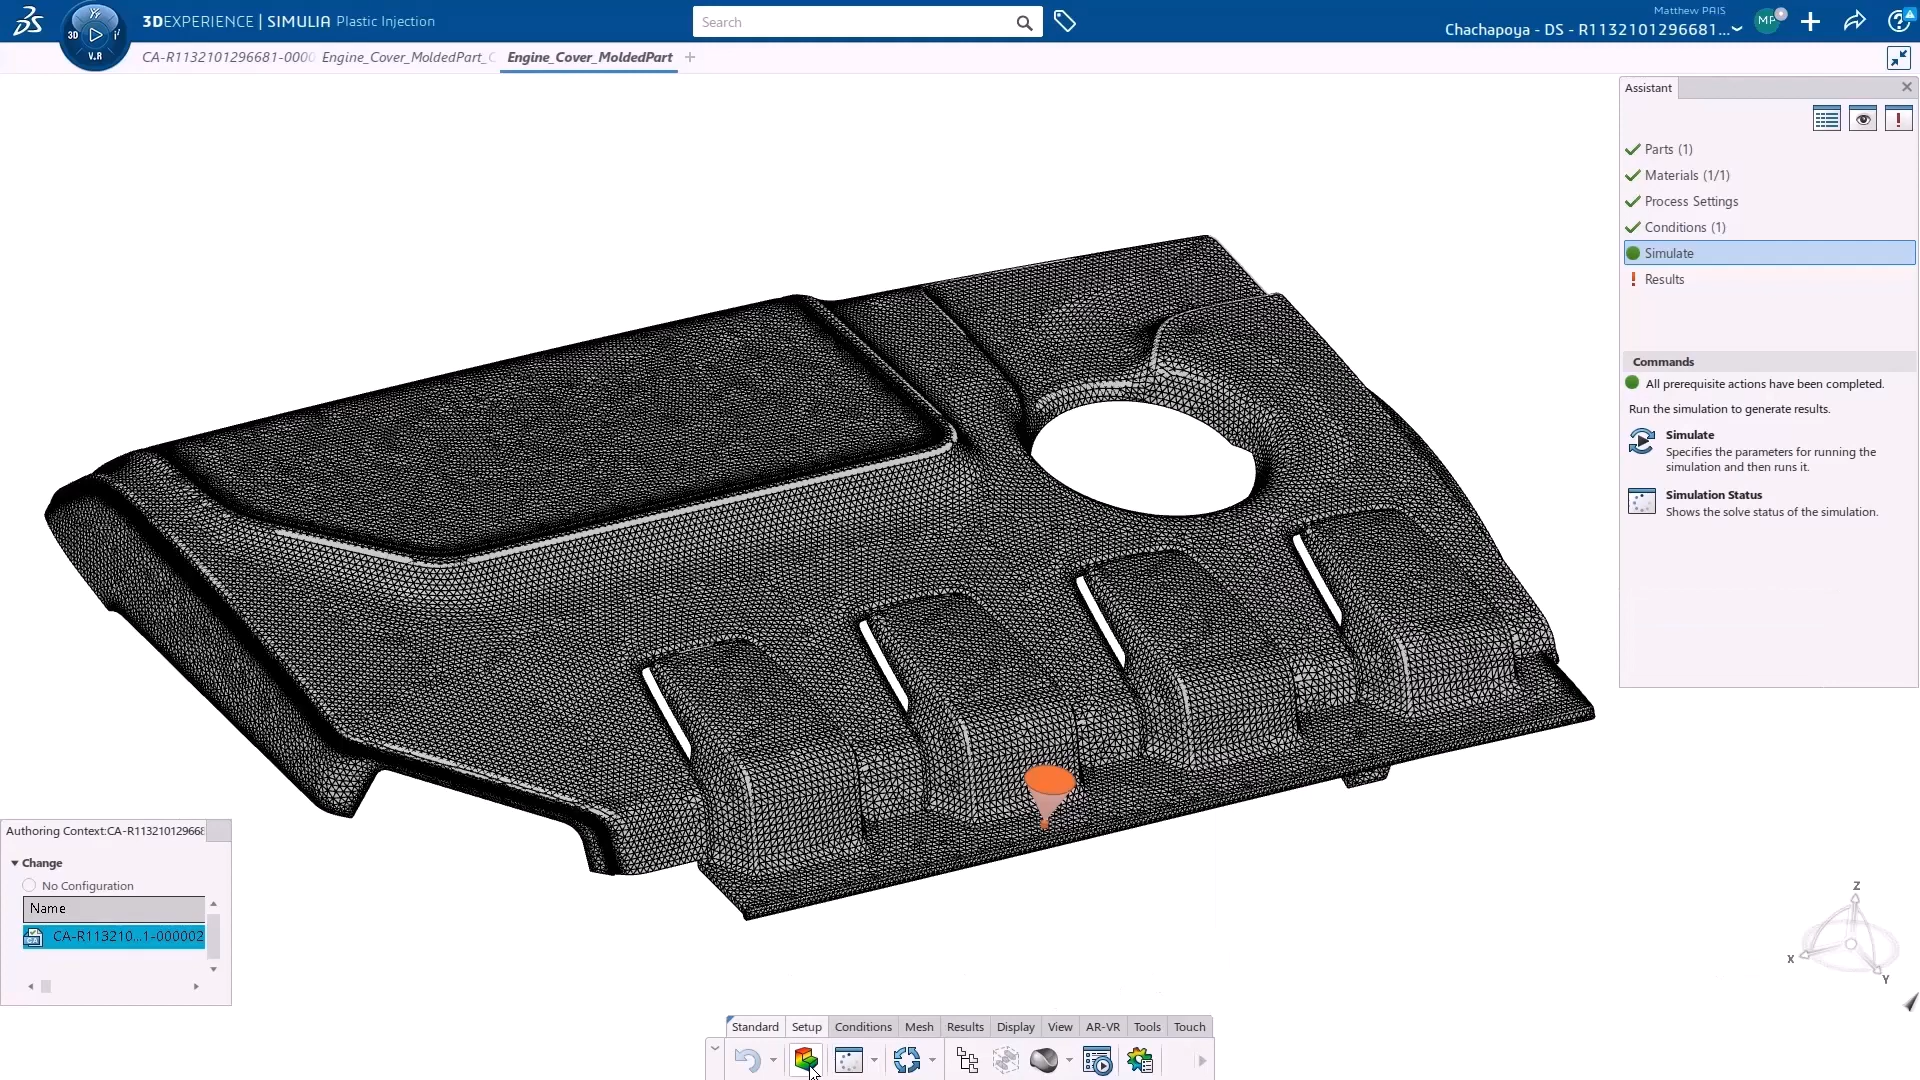 3DEXPERIENCE | SIMULIA Plastic Injection
Search
Matthew PAIS
Chachapoya - DS - R1132101296681...
MP
3D
V.R
CA-R1132101296681-0000
Engine_Cover_MoldedPart_C
Engine_Cover_MoldedPart
Assistant
Parts (1)
Materials (1/1)
Process Settings
Conditions (1)
Simulate
Results
Commands
All prerequisite actions have been completed.
Run the simulation to generate results.
Simulate
Specifies the parameters for running the
simulation and then runs it.
Simulation Status
Shows the solve status of the simulation.
Authoring Context:CA-R11321012966
Change
No Configuration
Name
CA-R113210...1-000002
Z
X
Y
Standard
Setup
Conditions
Mesh
Results
Display
View
AR-VR
Tools
Touch